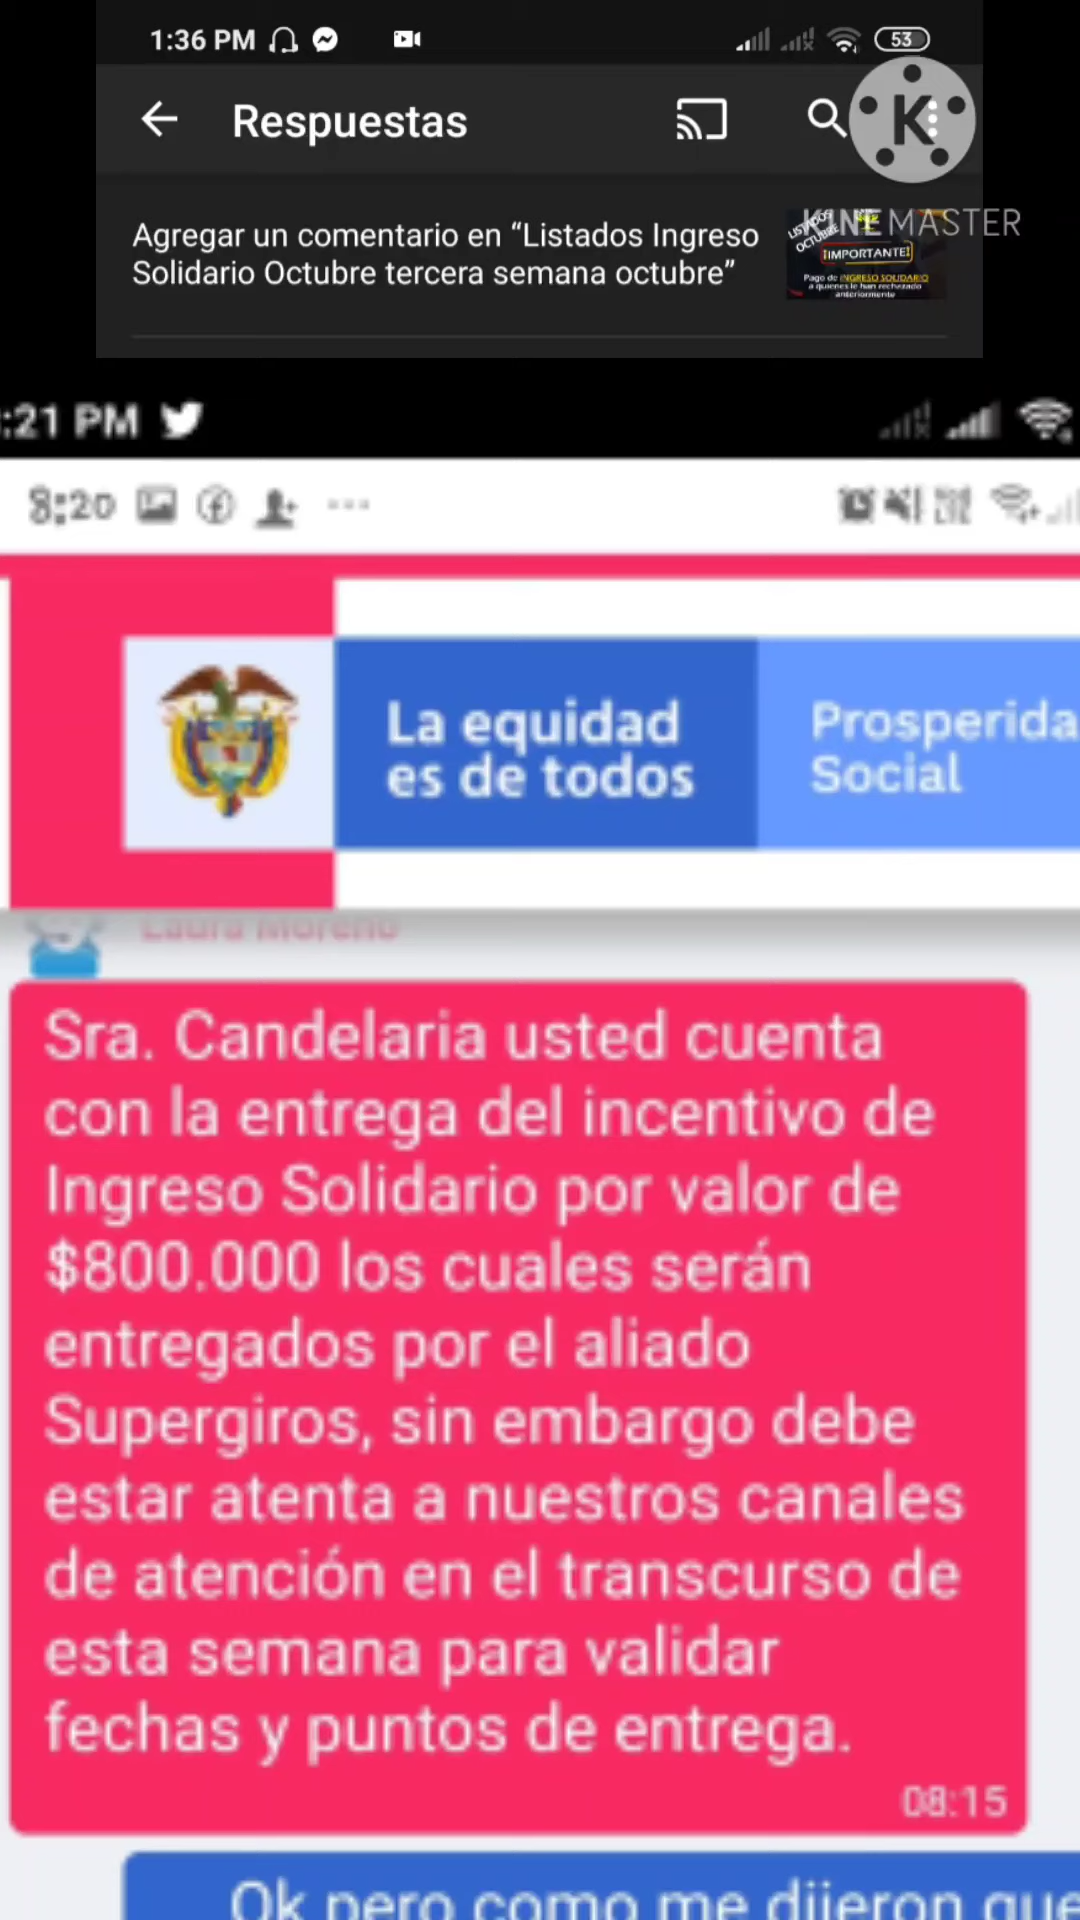 1:36 PM
53
Respuestas
K
KINEMASTER
Agregar un comentario en “Listados Ingreso
Solidario Octubre tercera semana octubre”
LISTADOS
OCTUBRE
¡IMPORTANTE!
Pago de INGRESO SOLIDARIO
a quienes le han rechazado
anteriormente
:21 PM
8:20
La equidad
es de todos
Prosperida
Social
Laura Moreno
Sra. Candelaria usted cuenta
con la entrega del incentivo de
Ingreso Solidario por valor de
$800.000 los cuales serán
entregados por el aliado
Supergiros, sin embargo debe
estar atenta a nuestros canales
de atención en el transcurso de
esta semana para validar
fechas y puntos de entrega.
08:15
Ok pero como me dijeron que